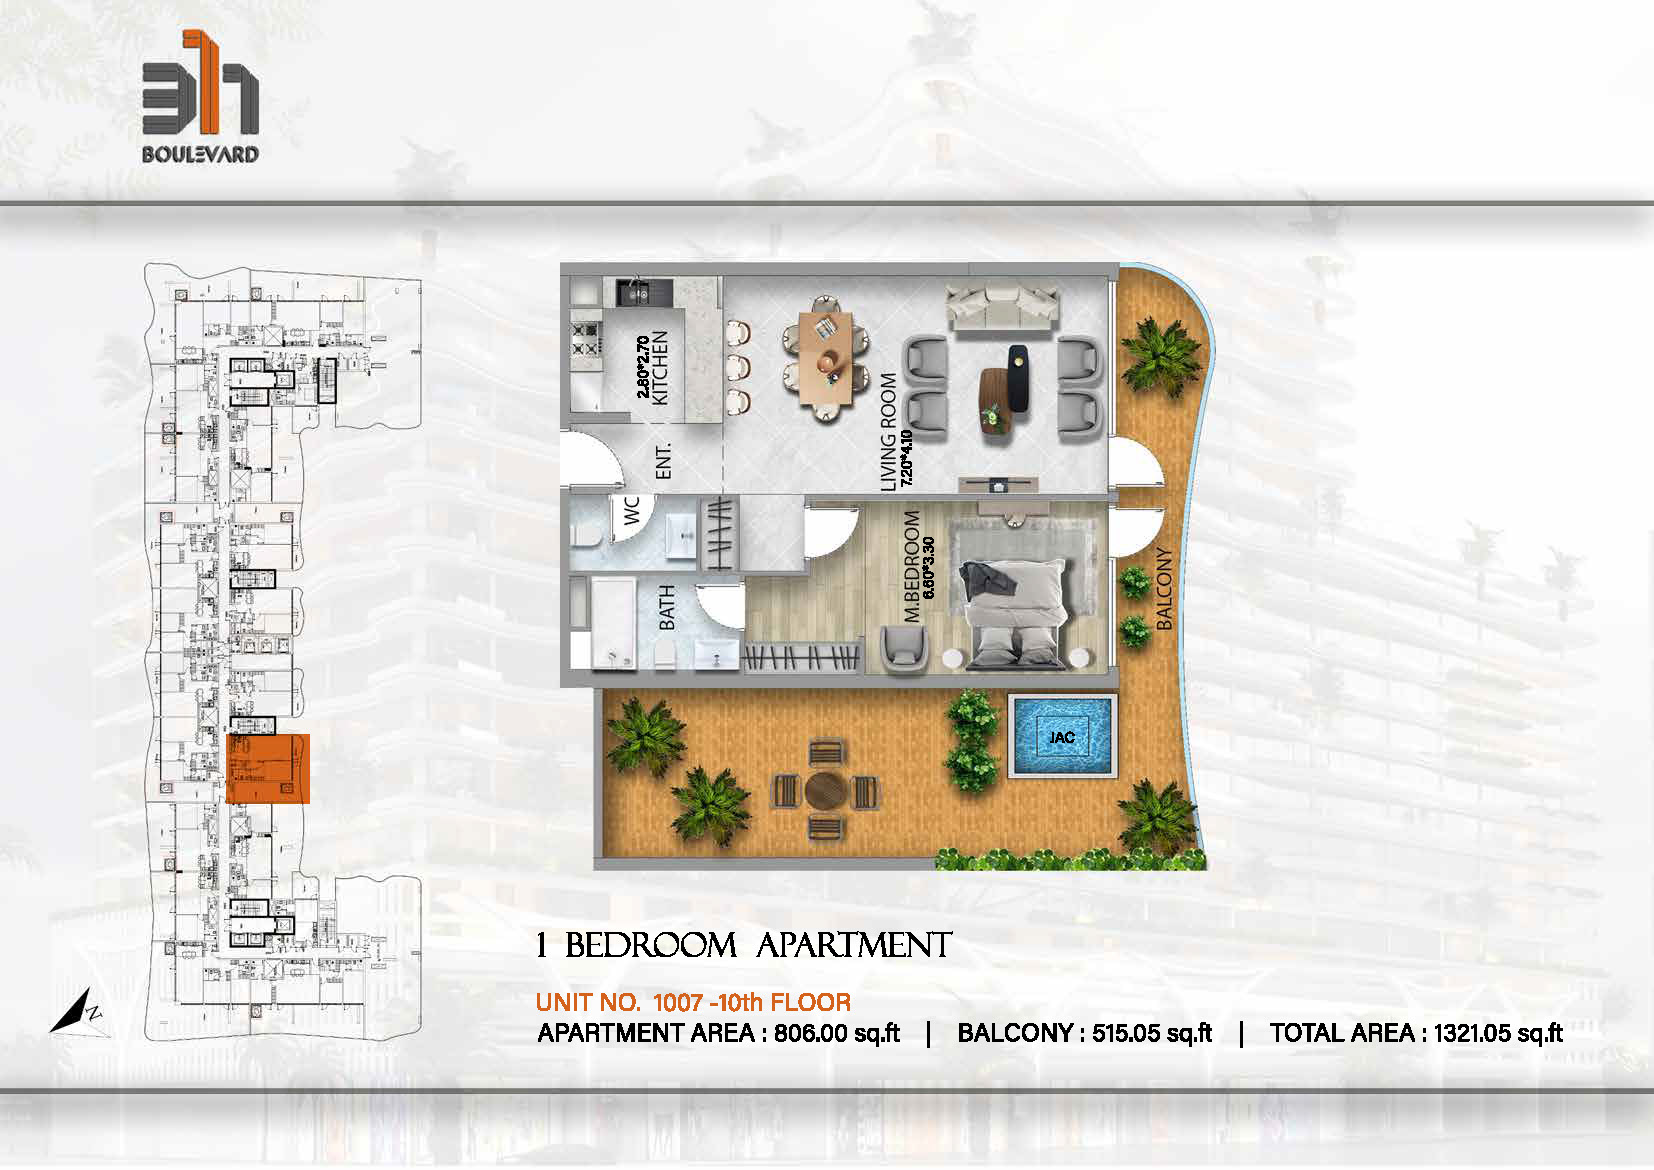 311
BOULEVARD
2.80*2.70
KITCHEN
ENT.
LIVING ROOM
7.20*4.10
WC
BATH
M.BEDROOM
6.60*3.30
BALCONY
JAC
N
1 BEDROOM APARTMENT
UNIT NO. 1007 -10th FLOOR
APARTMENT AREA : 806.00 sq.ft | BALCONY : 515.05 sq.ft | TOTAL AREA : 1321.05 sq.ft